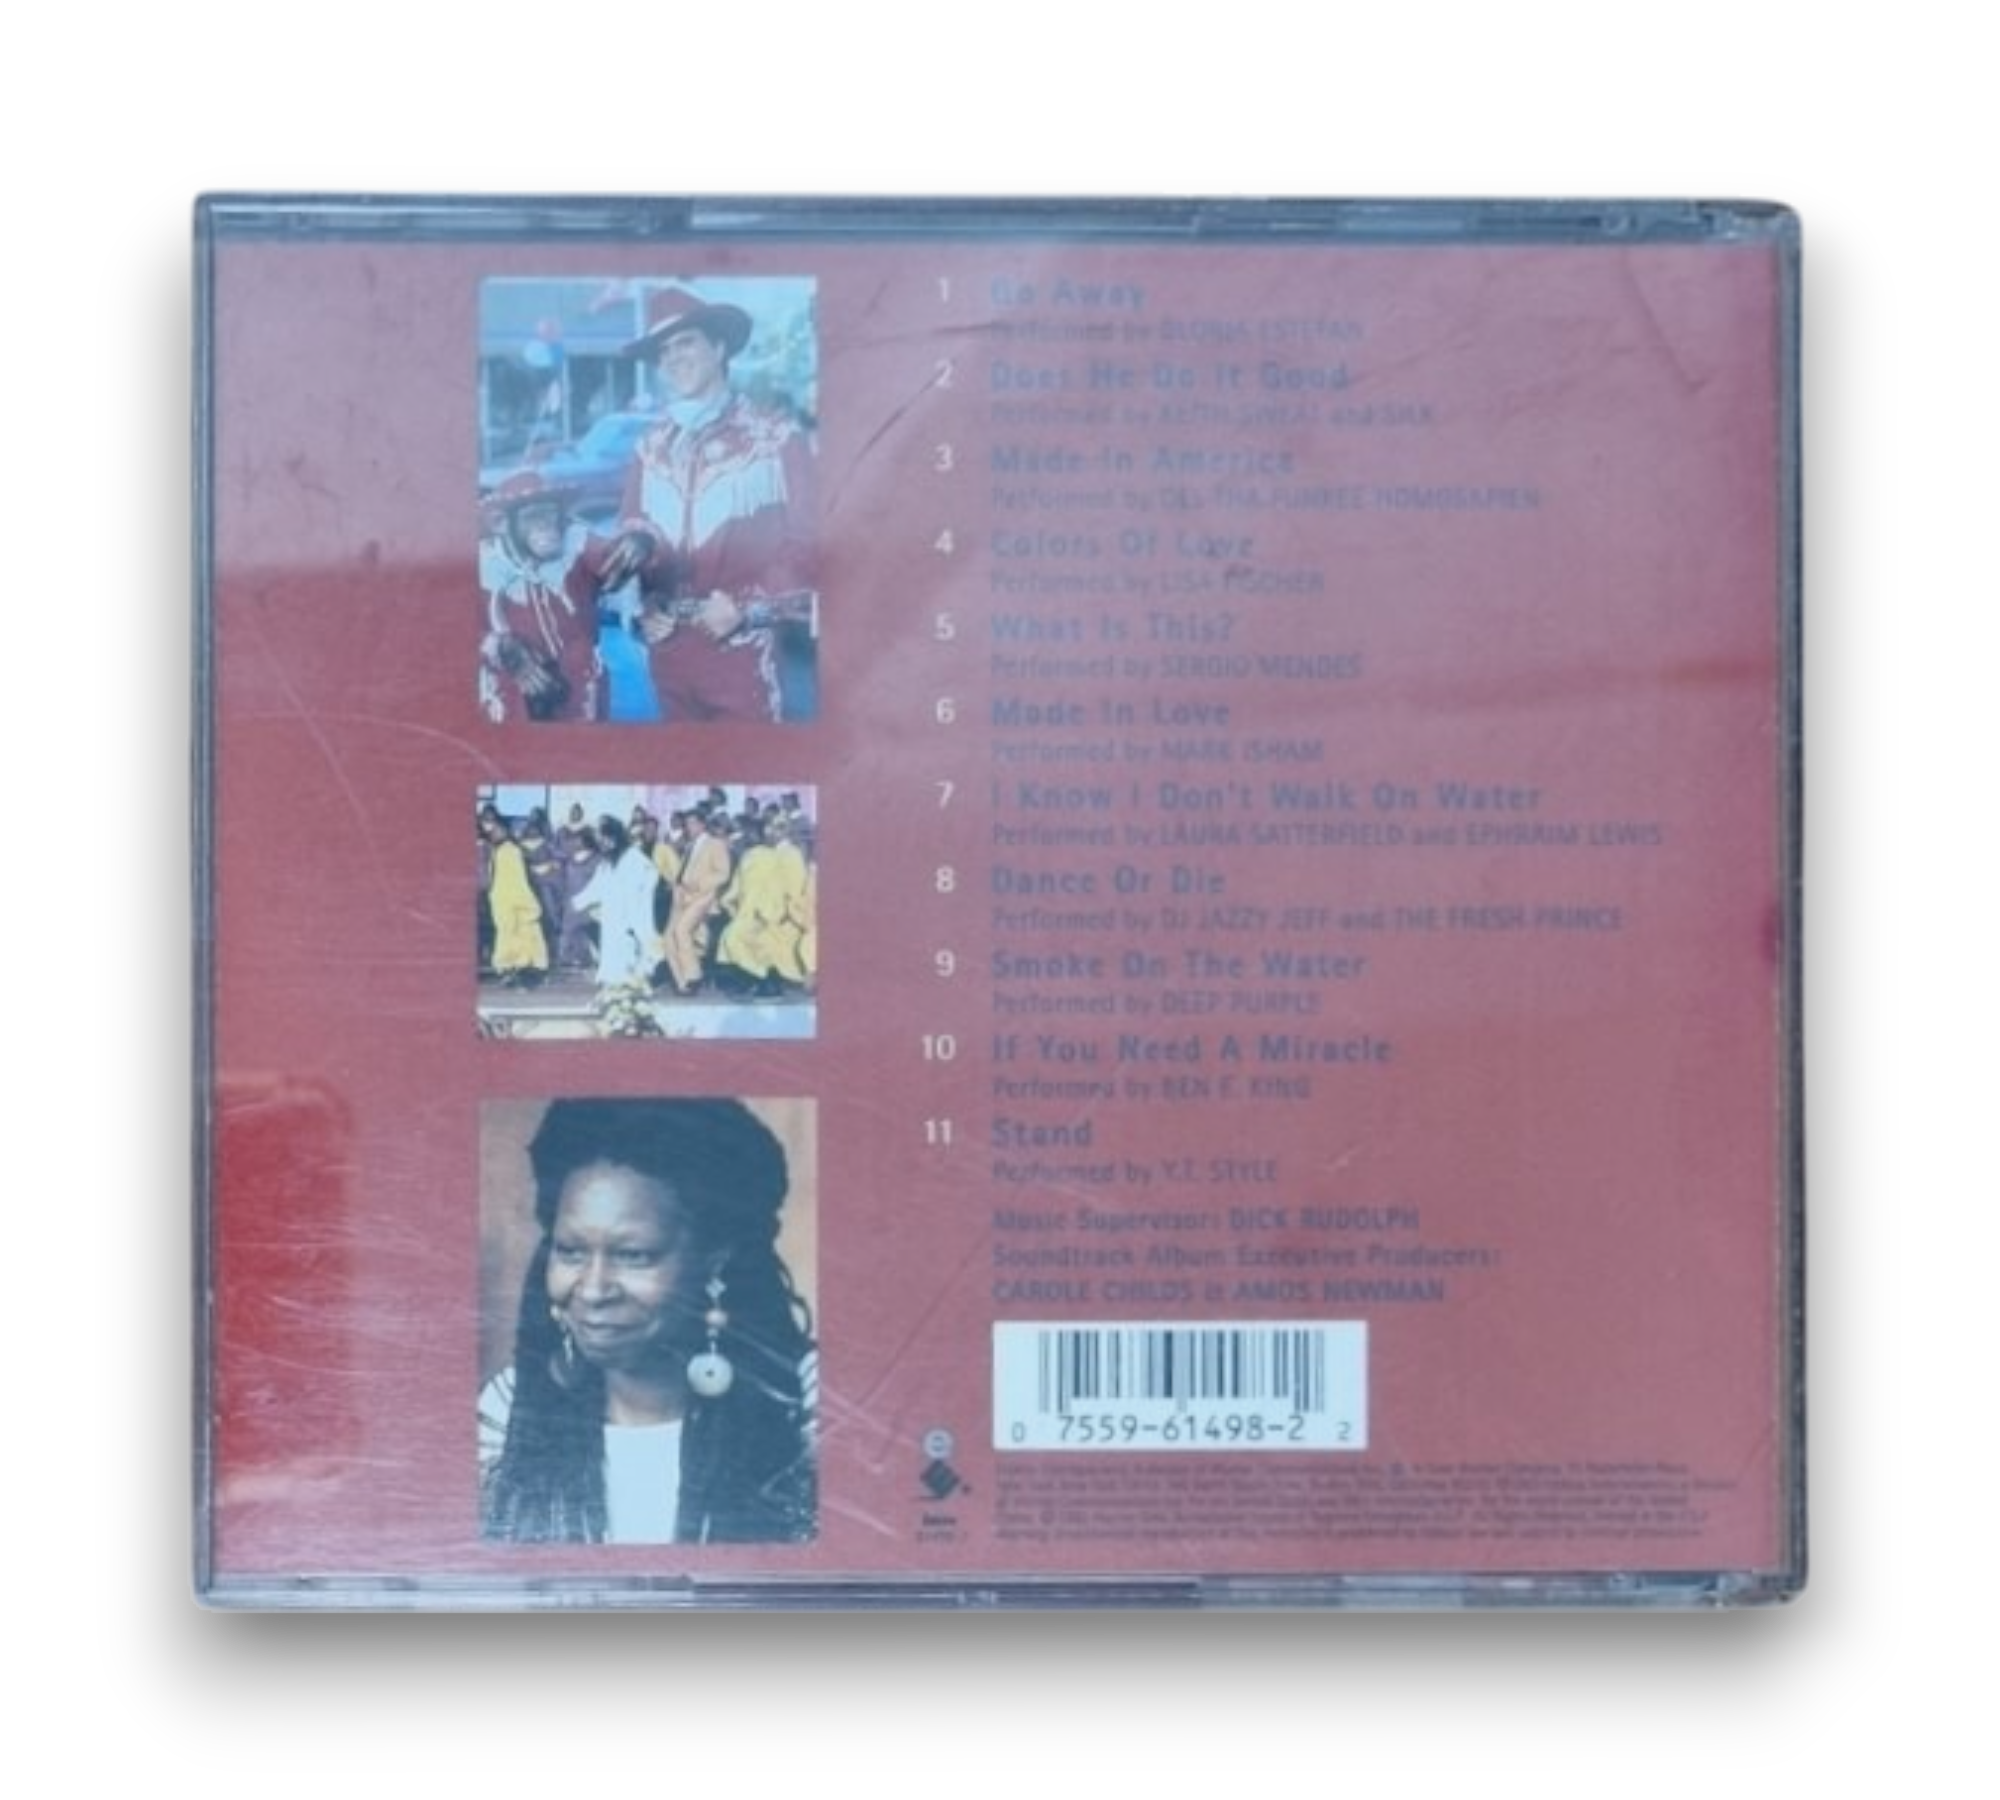 1 Go Away
Performed by GLORIA ESTEFAN
2 Does He Do It Good
Performed by KEITH SWEAT and SILK
3 Made In America
Performed by DEL THA FUNKEE HOMOSAPIEN
4 Colors Of Love
Performed by LISA FISCHER
5 What Is This?
Performed by SERGIO MENDES
6 Made In Love
Performed by MARK ISHAM
7 I Know I Don't Walk On Water
Performed by LAURA SATTERFIELD and EPHRAIM LEWIS
8 Dance Or Die
Performed by DJ JAZZY JEFF and THE FRESH PRINCE
9 Smoke On The Water
Performed by DEEP PURPLE
10 If You Need A Miracle
Performed by BEN E. KING
11 Stand
Performed by Y.T. STYLE
Music Supervisor: DICK RUDOLPH
Soundtrack Album Executive Producers:
CAROLE CHILDS & AMOS NEWMAN
0 7559-61498-2 2